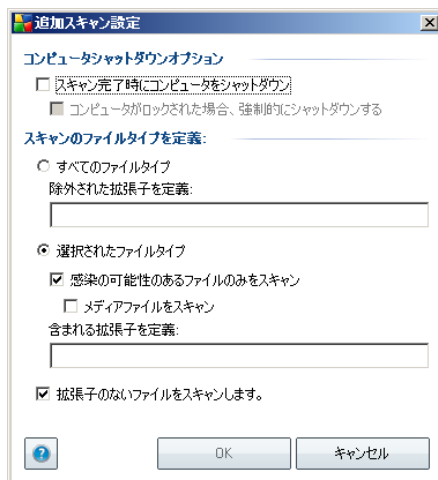 追加スキャン設定
コンピュータシャットダウンオプション
スキャン完了時にコンピュータをシャットダウン
コンピュータがロックされた場合、強制的にシャットダウンする
スキャンのファイルタイプを定義:
すべてのファイルタイプ
除外された拡張子を定義:
選択されたファイルタイプ
感染の可能性のあるファイルのみをスキャン
メディアファイルをスキャン
含まれる拡張子を定義:
拡張子のないファイルをスキャンします。
OK
キャンセル